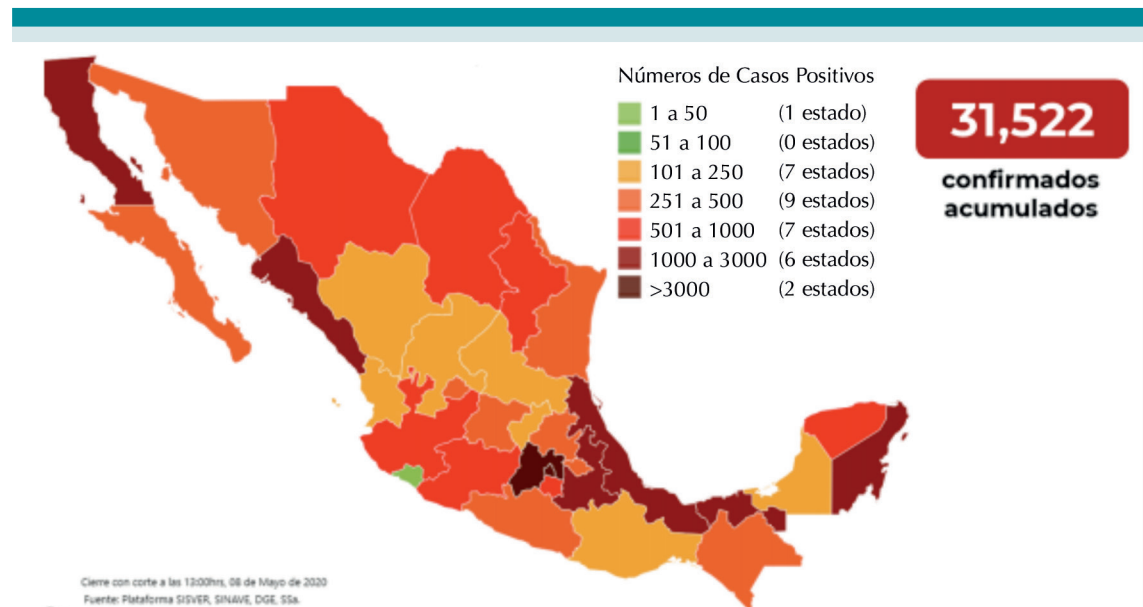 Números de Casos Positivos
1 a 50 (1 estado)
51 a 100 (0 estados)
101 a 250 (7 estados)
251 a 500 (9 estados)
501 a 1000 (7 estados)
1000 a 3000 (6 estados)
>3000 (2 estados)
31,522
confirmados
acumulados
Cierre con corte a las 13:00hrs, 08 de Mayo de 2020
Fuente: Plataforma SISVER, SINAVE, DGE, SSa.